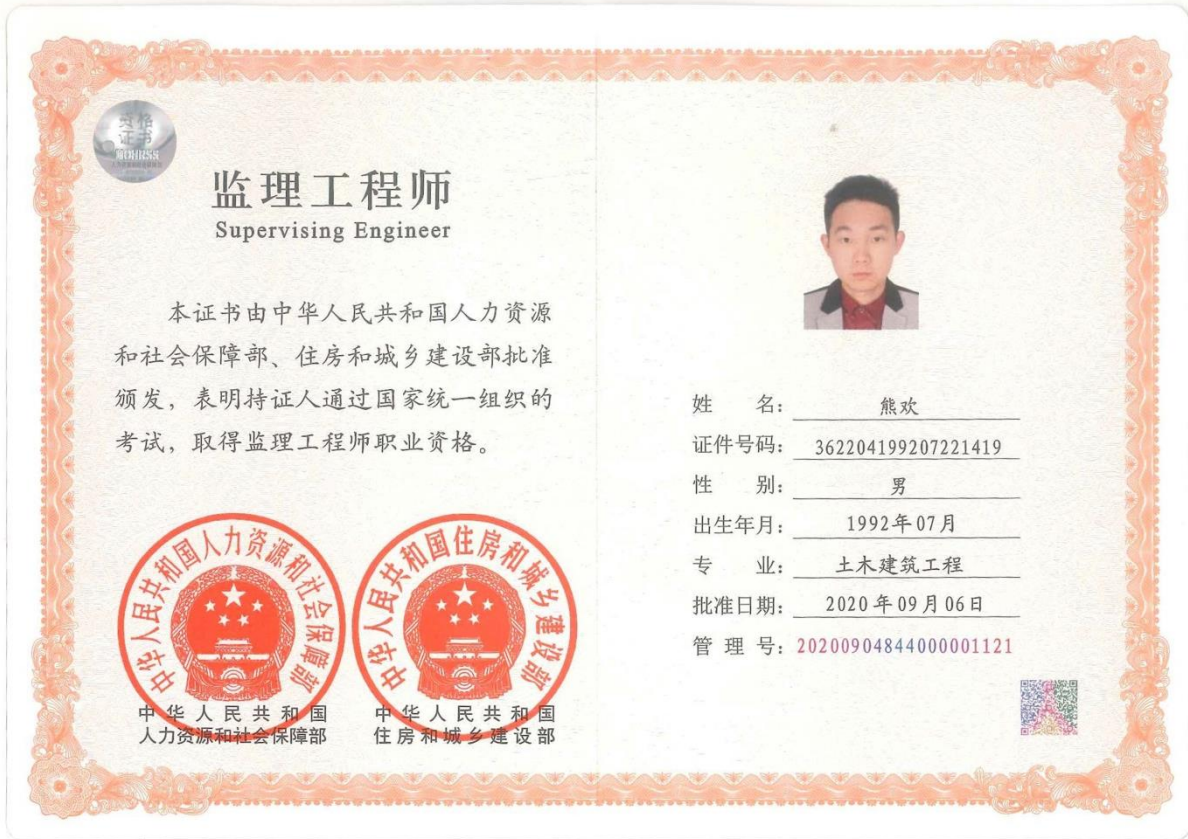 资格
证书
MOHRSS
监理工程师
Supervising Engineer
本证书由中华人民共和国人力资源
和社会保障部、住房和城乡建设部批准
颁发，表明持证人通过国家统一组织的
考试，取得监理工程师职业资格。
中华人民共和国人力资源和社会保障部
中华人民共和国住房和城乡建设部
中华人民共和国
人力资源和社会保障部
中华人民共和国
住房和城乡建设部
姓名：熊欢
证件号码：362204199207221419
性别：男
出生年月：1992年07月
专业：土木建筑工程
批准日期：2020年09月06日
管理号：20200904844000001121